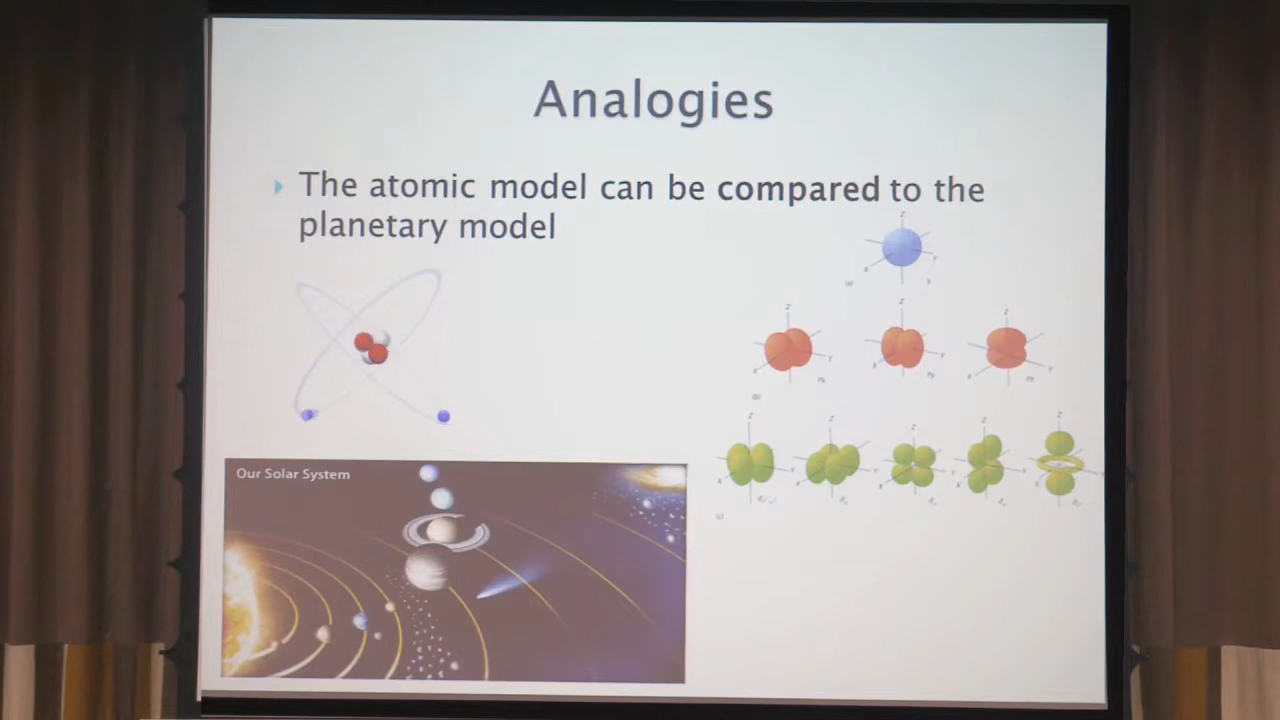 Analogies
The atomic model can be compared to the
planetary model
Our Solar System